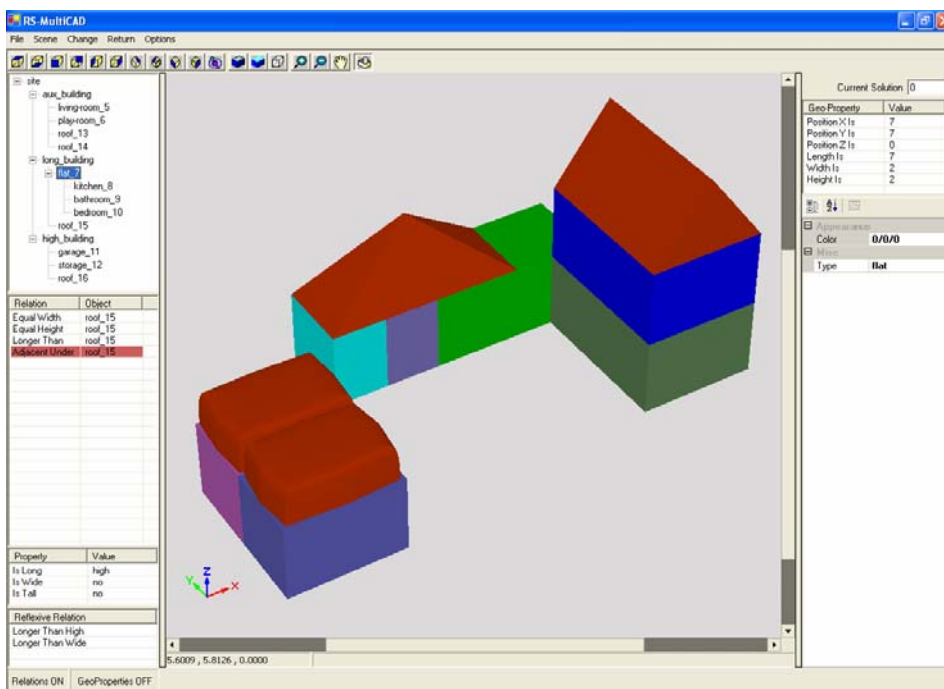 RS-MultiCAD
File Scene Change Return Options
site
aux_building
living-room_5
play-room_6
roof_13
roof_14
long_building
flat_7
kitchen_8
bathroom_9
bedroom_10
roof_15
high_building
garage_11
storage_12
roof_16
Relation Object
Equal Width roof_15
Equal Height roof_15
Longer Than roof_15
Adjacent Under roof_15
Property Value
Is Long high
Is Wide no
Is Tall no
Reflexive Relation
Longer Than High
Longer Than Wide
Z
Y
X
5.6009 , 5.8126 , 0.0000
Relations ON GeoProperties OFF
Current Solution 0
Geo-Property Value
Position X Is 7
Position Y Is 7
Position Z Is 0
Length Is 7
Width Is 2
Height Is 2
Appearance
Color 0/0/0
Misc
Type flat